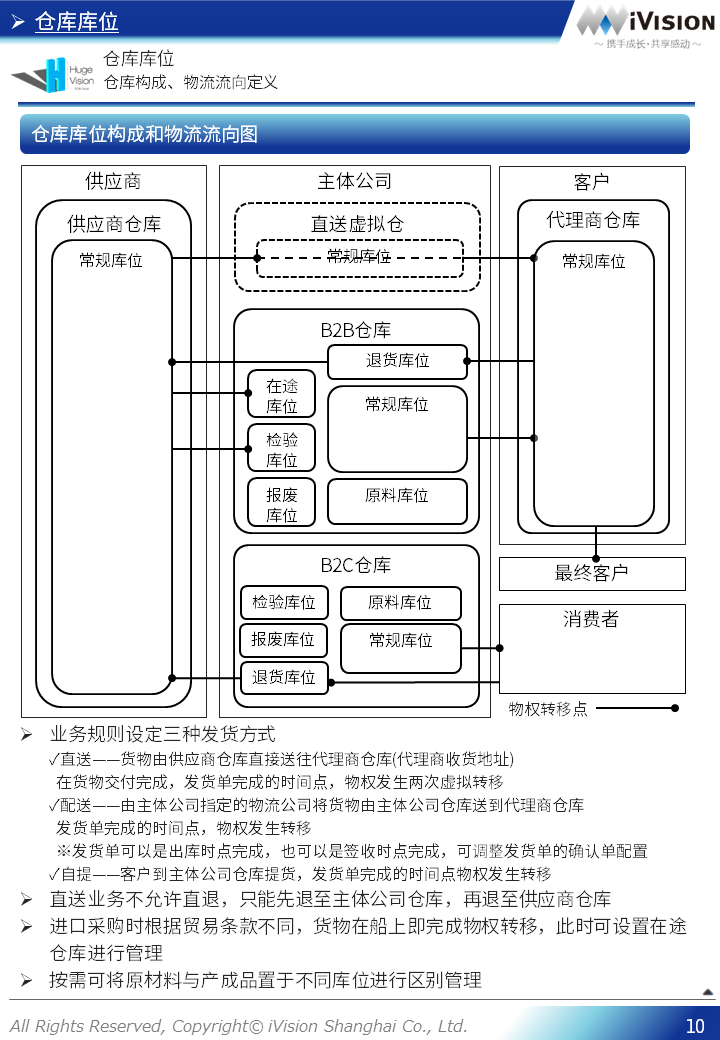 仓库库位
iVISION
～ 携手成长·共享感动 ～
Huge
Vision
仓库库位
仓库构成、物流流向定义
仓库库位构成和物流流向图
供应商
主体公司
客户
供应商仓库
直送虚拟仓
代理商仓库
常规库位
常规库位
常规库位
B2B仓库
退货库位
在途
库位
常规库位
检验
库位
报废
库位
原料库位
B2C仓库
最终客户
检验库位
原料库位
消费者
报废库位
常规库位
退货库位
物权转移点
➢ 业务规则设定三种发货方式
✓直送——货物由供应商仓库直接送往代理商仓库(代理商收货地址)
在货物交付完成，发货单完成的时间点，物权发生两次虚拟转移
✓配送——由主体公司指定的物流公司将货物由主体公司仓库送到代理商仓库
发货单完成的时间点，物权发生转移
※发货单可以是出库时点完成，也可以是签收时点完成，可调整发货单的确认单配置
✓自提——客户到主体公司仓库提货，发货单完成的时间点物权发生转移
➢ 直送业务不允许直退，只能先退至主体公司仓库，再退至供应商仓库
➢ 进口采购时根据贸易条款不同，货物在船上即完成物权转移，此时可设置在途
仓库进行管理
➢ 按需可将原材料与产成品置于不同库位进行区别管理
All Rights Reserved, Copyright© iVision Shanghai Co., Ltd.
10